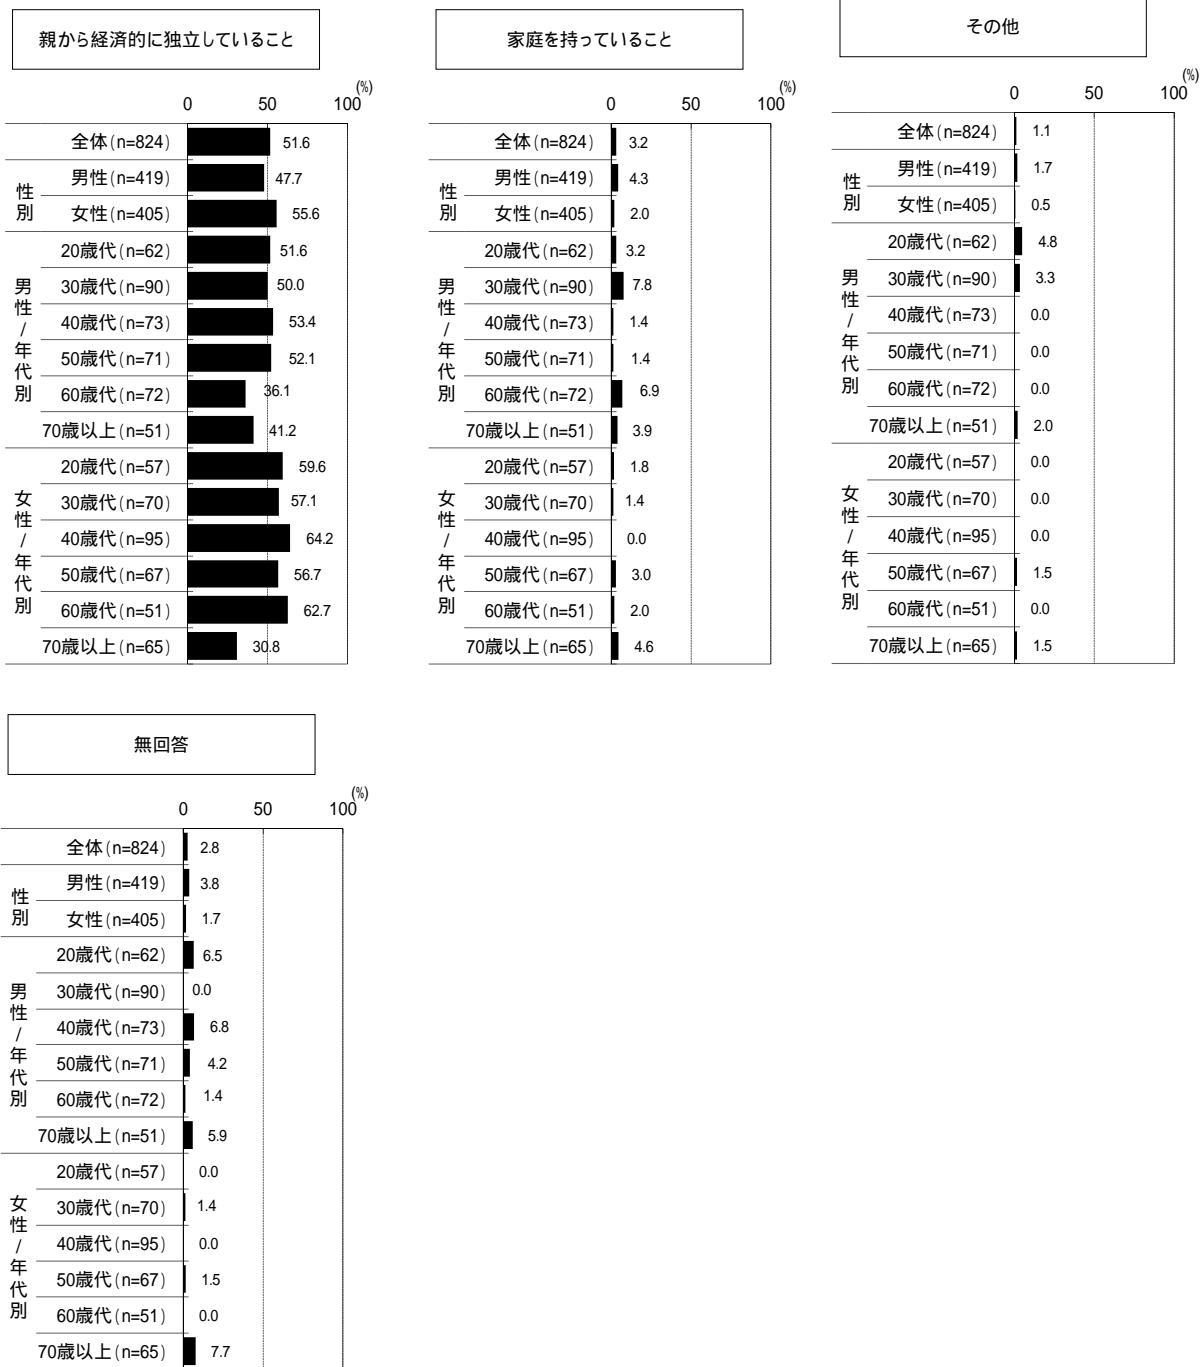 親から経済的に独立していること
(%)
0 50 100
全体(n=824) 51.6
性別
男性(n=419) 47.7
女性(n=405) 55.6
男性/年代別
20歳代(n=62) 51.6
30歳代(n=90) 50.0
40歳代(n=73) 53.4
50歳代(n=71) 52.1
60歳代(n=72) 36.1
70歳以上(n=51) 41.2
女性/年代別
20歳代(n=57) 59.6
30歳代(n=70) 57.1
40歳代(n=95) 64.2
50歳代(n=67) 56.7
60歳代(n=51) 62.7
70歳以上(n=65) 30.8
家庭を持っていること
(%)
0 50 100
全体(n=824) 3.2
性別
男性(n=419) 4.3
女性(n=405) 2.0
男性/年代別
20歳代(n=62) 3.2
30歳代(n=90) 7.8
40歳代(n=73) 1.4
50歳代(n=71) 1.4
60歳代(n=72) 6.9
70歳以上(n=51) 3.9
女性/年代別
20歳代(n=57) 1.8
30歳代(n=70) 1.4
40歳代(n=95) 0.0
50歳代(n=67) 3.0
60歳代(n=51) 2.0
70歳以上(n=65) 4.6
その他
(%)
0 50 100
全体(n=824) 1.1
性別
男性(n=419) 1.7
女性(n=405) 0.5
男性/年代別
20歳代(n=62) 4.8
30歳代(n=90) 3.3
40歳代(n=73) 0.0
50歳代(n=71) 0.0
60歳代(n=72) 0.0
70歳以上(n=51) 2.0
女性/年代別
20歳代(n=57) 0.0
30歳代(n=70) 0.0
40歳代(n=95) 0.0
50歳代(n=67) 1.5
60歳代(n=51) 0.0
70歳以上(n=65) 1.5
無回答
(%)
0 50 100
全体(n=824) 2.8
性別
男性(n=419) 3.8
女性(n=405) 1.7
男性/年代別
20歳代(n=62) 6.5
30歳代(n=90) 0.0
40歳代(n=73) 6.8
50歳代(n=71) 4.2
60歳代(n=72) 1.4
70歳以上(n=51) 5.9
女性/年代別
20歳代(n=57) 0.0
30歳代(n=70) 1.4
40歳代(n=95) 0.0
50歳代(n=67) 1.5
60歳代(n=51) 0.0
70歳以上(n=65) 7.7